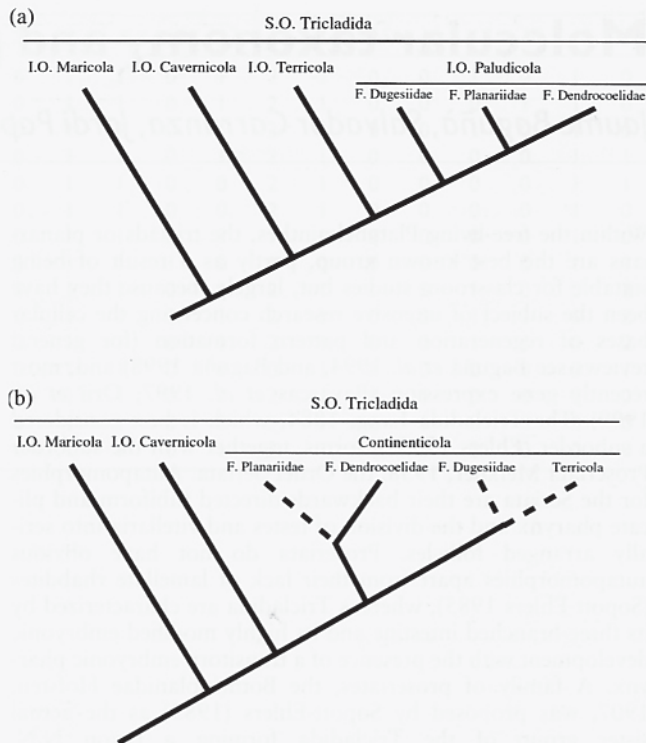 (a)
S.O. Tricladida
I.O. Maricola I.O. Cavernicola I.O. Terricola I.O. Paludicola
F. Dugesiidae F. Planariidae F. Dendrocoelidae
(b)
S.O. Tricladida
I.O. Maricola I.O. Cavernicola Continenticola
F. Planariidae F. Dendrocoelidae F. Dugesiidae Terricola